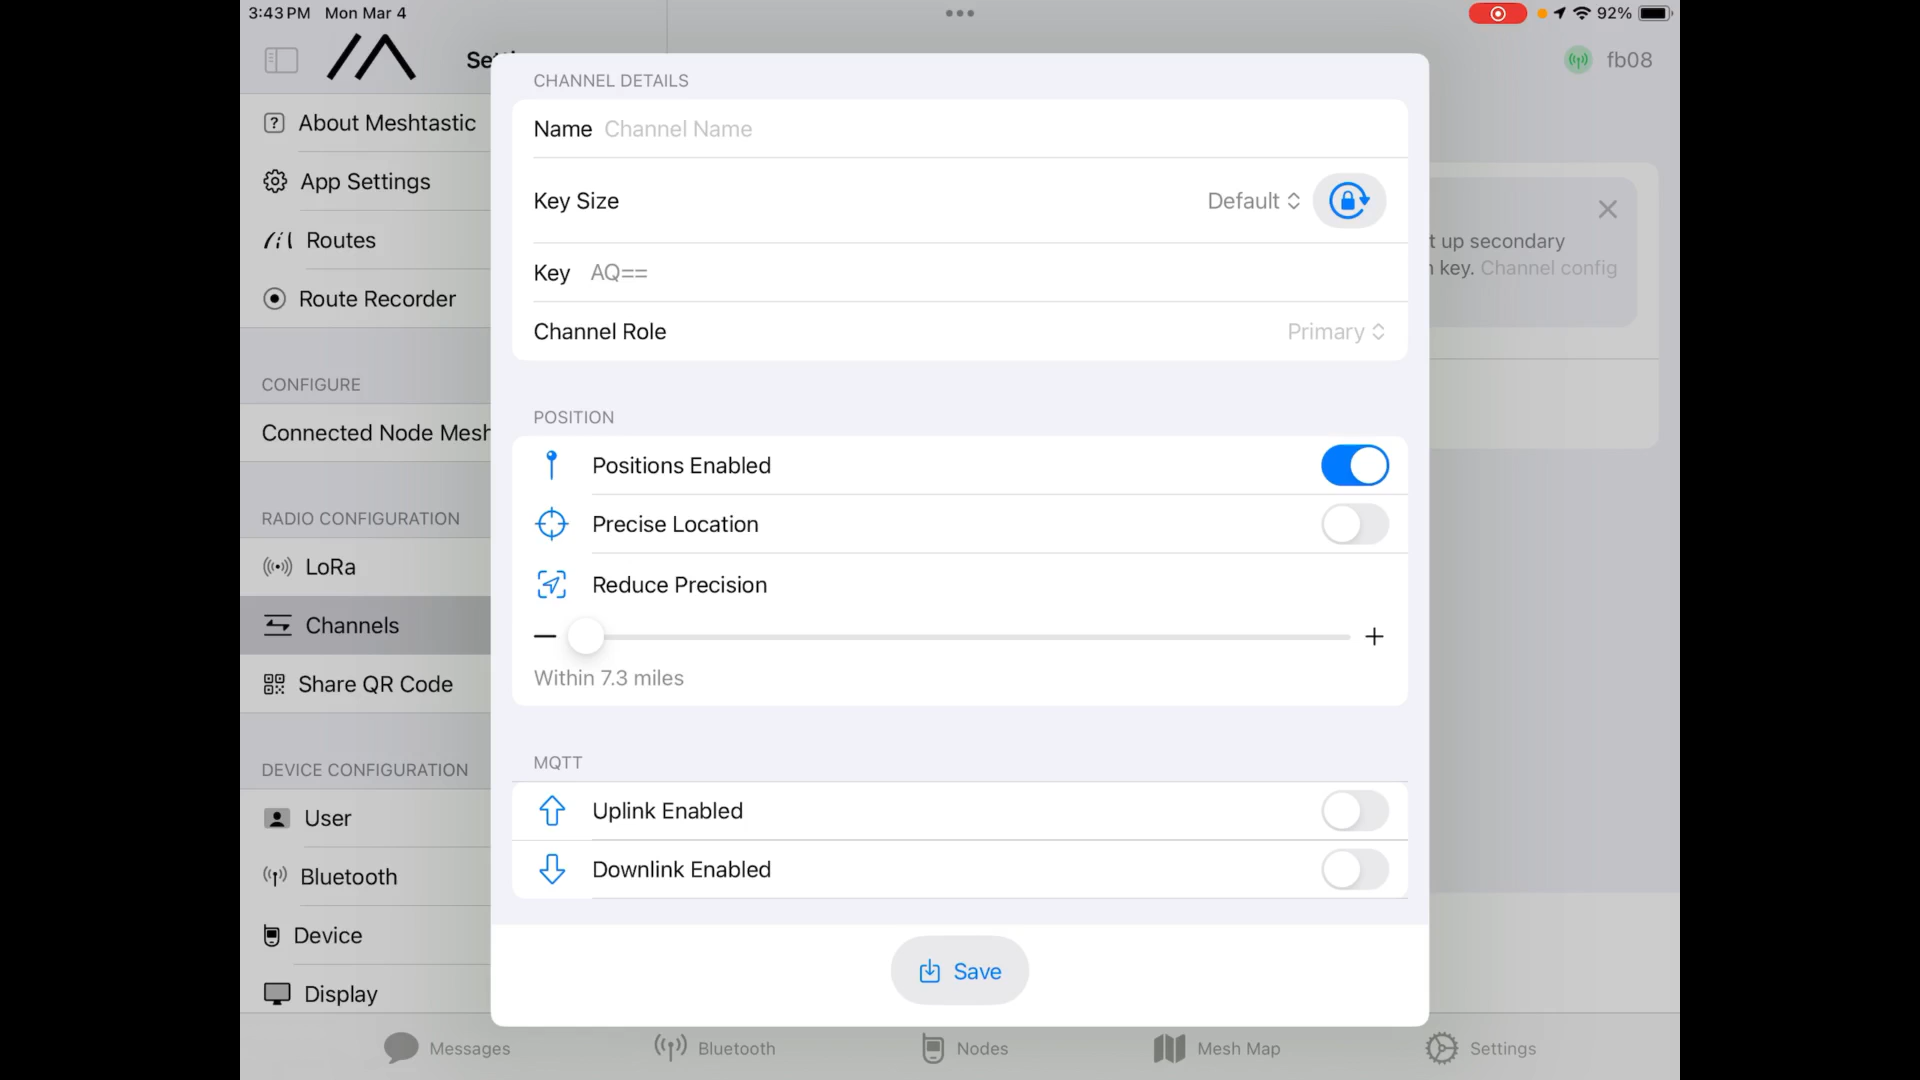 3:43 PM Mon Mar 4
92%
fb08
About Meshtastic
App Settings
Routes
Route Recorder
CONFIGURE
Connected Node Mesh
RADIO CONFIGURATION
LoRa
Channels
Share QR Code
DEVICE CONFIGURATION
User
Bluetooth
Device
Display
CHANNEL DETAILS
Name Channel Name
Key Size Default
Key AQ==
Channel Role Primary
POSITION
Positions Enabled
Precise Location
Reduce Precision
Within 7.3 miles
MQTT
Uplink Enabled
Downlink Enabled
Save
t up secondary
key. Channel config
Messages Bluetooth Nodes Mesh Map Settings